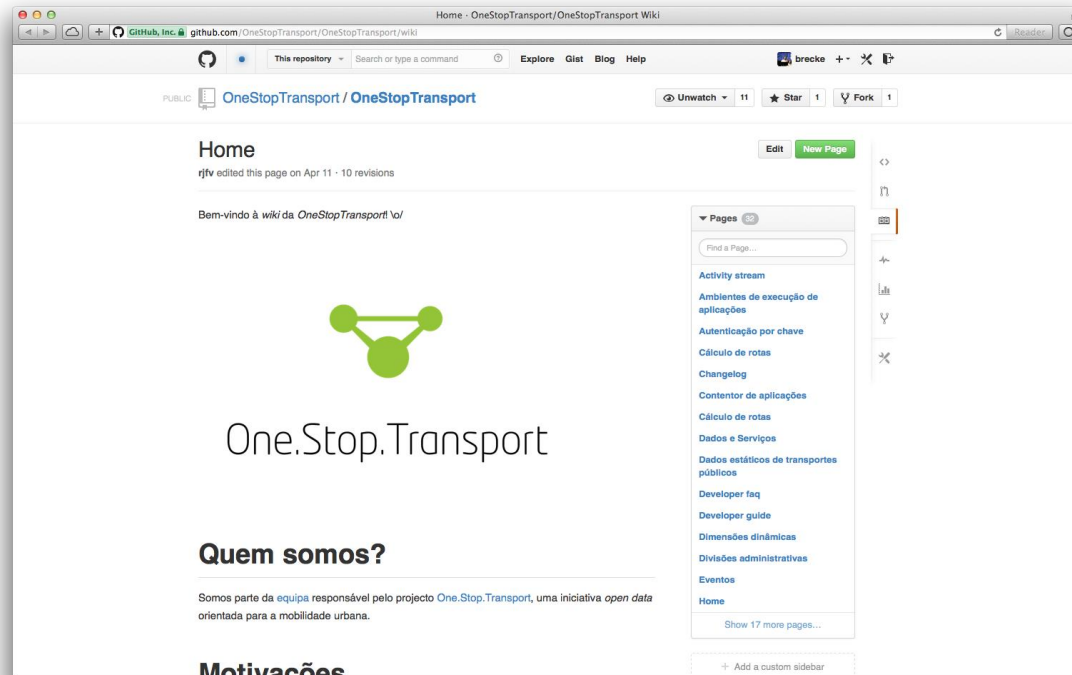 Home · OneStopTransport/OneStopTransport Wiki
GitHub, Inc. github.com/OneStopTransport/OneStopTransport/wiki
Reader
This repository Search or type a command Explore Gist Blog Help brecke
PUBLIC OneStopTransport / OneStopTransport Unwatch 11 Star 1 Fork 1
Home
Edit New Page
rjfv edited this page on Apr 11 · 10 revisions
Bem-vindo à wiki da OneStopTransport! \o/
One.Stop.Transport
Quem somos?
Somos parte da equipa responsável pelo projecto One.Stop.Transport, uma iniciativa open data
orientada para a mobilidade urbana.
Motivações
Pages 32
Find a Page...
Activity stream
Ambientes de execução de
aplicações
Autenticação por chave
Cálculo de rotas
Changelog
Contentor de aplicações
Cálculo de rotas
Dados e Serviços
Dados estáticos de transportes
públicos
Developer faq
Developer guide
Dimensões dinâmicas
Divisões administrativas
Eventos
Home
Show 17 more pages...
+ Add a custom sidebar